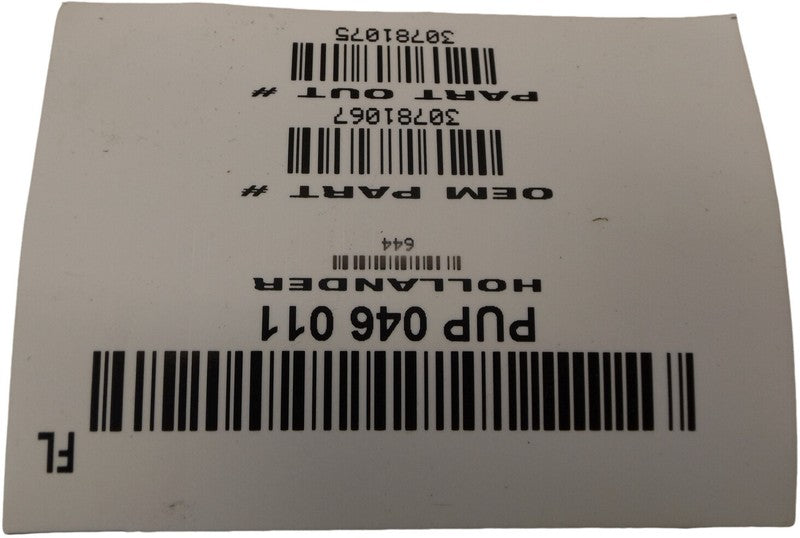 FL
PUP 046 011
HOLLANDER
644
OEM PART #
30781067
PART OUT #
30781075